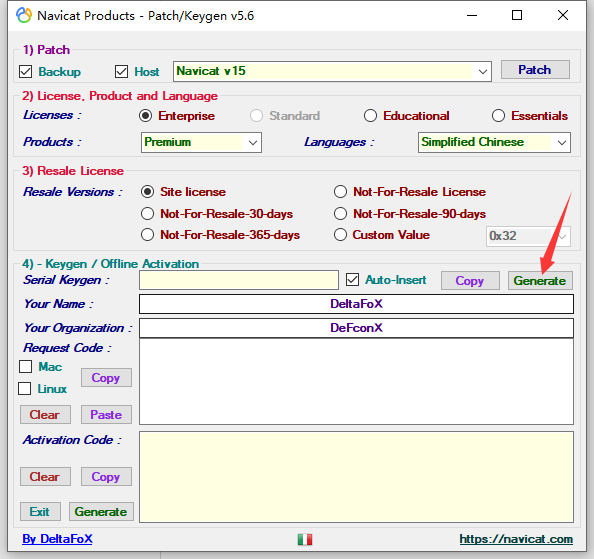 Navicat Products - Patch/Keygen v5.6
1) Patch
Backup Host Navicat v15 Patch
2) License, Product and Language
Licenses : Enterprise Standard Educational Essentials
Products : Premium Languages : Simplified Chinese
3) Resale License
Resale Versions : Site license Not-For-Resale License
Not-For-Resale-30-days Not-For-Resale-90-days
Not-For-Resale-365-days Custom Value 0x32
4) - Keygen / Offline Activation
Serial Keygen : Auto-Insert Copy Generate
Your Name : DeltaFoX
Your Organization : DeFconX
Request Code :
Mac
Copy
Linux
Clear Paste
Activation Code :
Clear Copy
Exit Generate
By DeltaFoX https://navicat.com